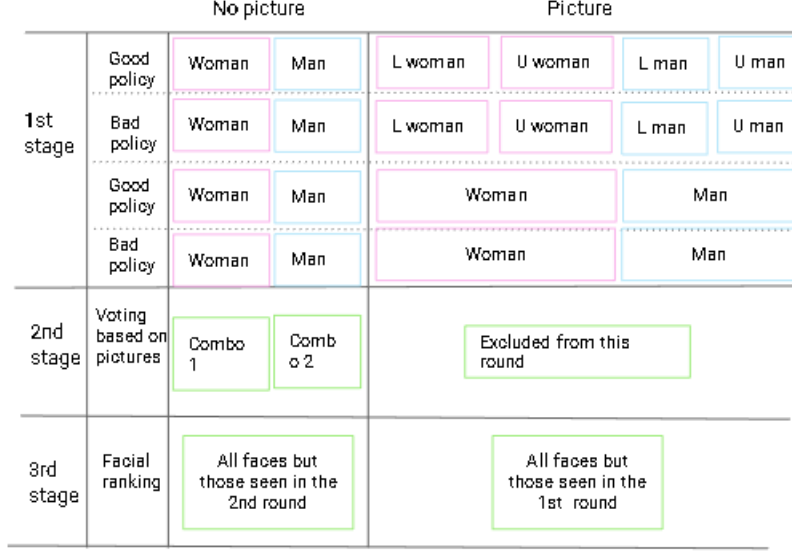 No picture
Picture
1st
stage
Good
policy
Woman
Man
L woman
U woman
L man
U man
Bad
policy
Woman
Man
L woman
U woman
L man
U man
Good
policy
Woman
Man
Woman
Man
Bad
policy
Woman
Man
Woman
Man
2nd
stage
Voting
based on
pictures
Combo
1
Comb
o 2
Excluded from this
round
3rd
stage
Facial
ranking
All faces but
those seen in the
2nd round
All faces but
those seen in the
1st round